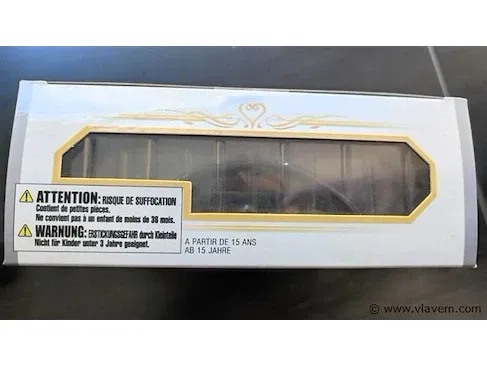 ATTENTION: RISQUE DE SUFFOCATION
Contient de petites pieces.
Ne convient pas à un enfant de moins de 36 mois.
WARNUNG: ERSTICKUNGSGEFAHR durch Kleinteile
Nicht für Kinder unter 3 Jahre geeignet.
A PARTIR DE 15 ANS
AB 15 JAHRE
© www.vlavem.com